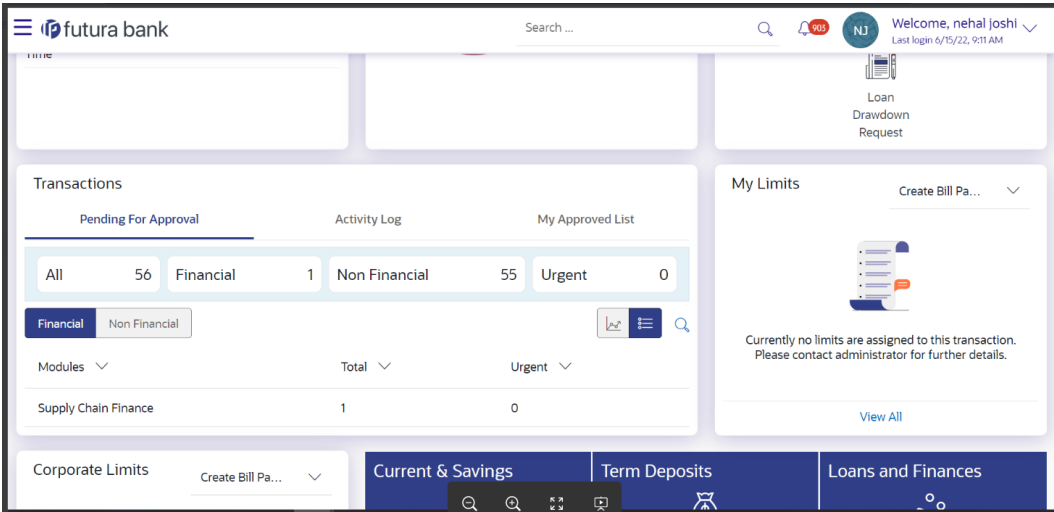 futura bank
Search ...
903
NJ
Welcome, nehal joshi
Last login 6/15/22, 9:11 AM
Time
Loan
Drawdown
Request
Transactions
Pending For Approval
Activity Log
My Approved List
All 56
Financial 1
Non Financial 55
Urgent 0
Financial
Non Financial
Modules
Total
Urgent
Supply Chain Finance
1
0
My Limits
Create Bill Pa...
Currently no limits are assigned to this transaction.
Please contact administrator for further details.
View All
Corporate Limits
Create Bill Pa...
Current & Savings
Term Deposits
Loans and Finances